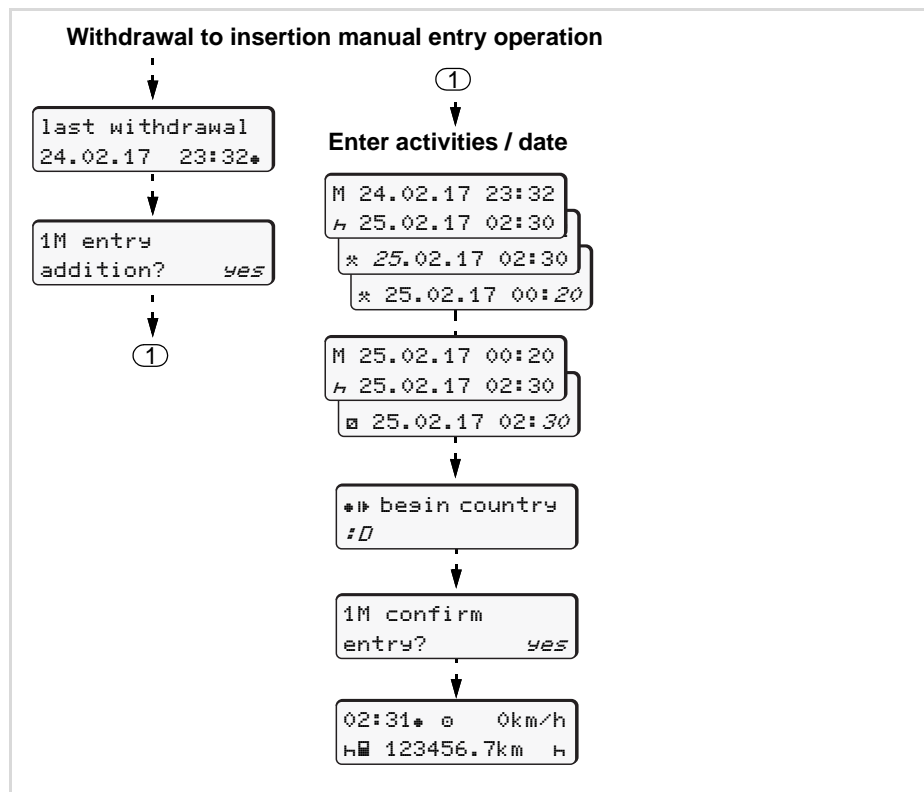 Withdrawal to insertion manual entry operation
last withdrawal
24.02.17 23:32•
1M entry
addition? yes
1
1
Enter activities / date
M 24.02.17 23:32
25.02.17 02:30
25.02.17 02:30
25.02.17 00:20
M 25.02.17 00:20
25.02.17 02:30
25.02.17 02:30
begin country
:D
1M confirm
entry? yes
02:31• 0km/h
123456.7km